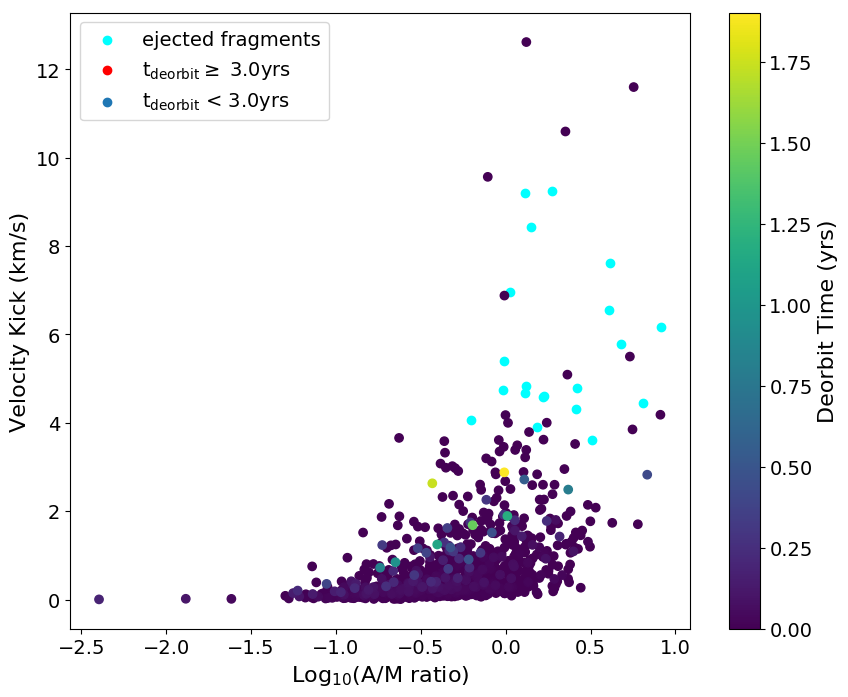 ejected fragments
t_deorbit ≥ 3.0yrs
t_deorbit < 3.0yrs
12
10
8
6
4
2
0
Velocity Kick (km/s)
−2.5 −2.0 −1.5 −1.0 −0.5 0.0 0.5 1.0
Log₁₀(A/M ratio)
1.75
1.50
1.25
1.00
0.75
0.50
0.25
0.00
Deorbit Time (yrs)